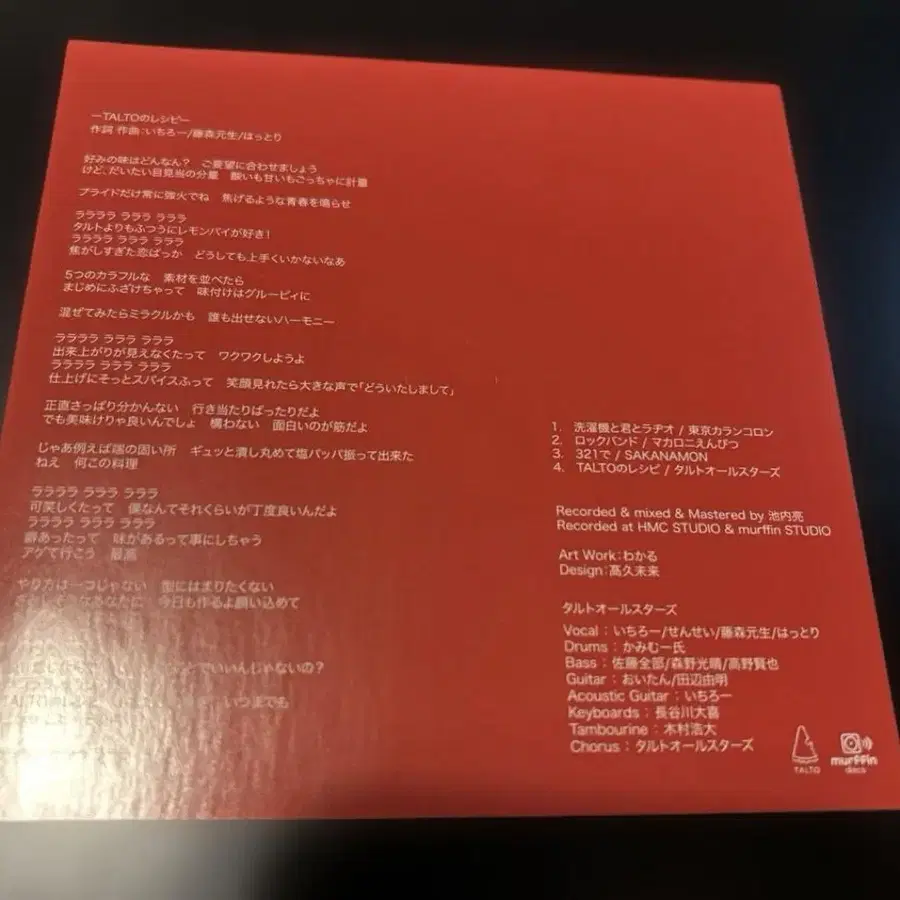 ーTALTOのレシピー
作詞 作曲：いちろー/藤森元生/はっとり
好みの味はどんなん？　ご要望に合わせましょう
けど、だいたい目見当の分量　酸いも甘いもごっちゃに計量
プライドだけ常に強火でね　焦げるような青春を鳴らせ
ララララ ラララ ラララ
タルトよりもふつうにレモンパイが好き！
ララララ ラララ ラララ
焦がしすぎた恋ばっか　どうしても上手くいかないなあ
5つのカラフルな　素材を並べたら
まじめにふざけちゃって　味付けはグルービィに
混ぜてみたらミラクルかも　誰も出せないハーモニー
ララララ ラララ ラララ
出来上がりが見えなくたって　ワクワクしようよ
ララララ ラララ ラララ
仕上げにそっとスパイスふって　笑顔見れたら大きな声で「どういたしまして」
正直さっぱり分かんない　行き当たりばったりだよ
でも美味けりゃ良いんでしょ　構わない　面白いのが筋だよ
じゃあ例えば端の固い所　ギュッと潰し丸めて塩パッパ振って出来た
ねえ　何この料理
ララララ ラララ ラララ
可笑しくたって　僕なんてそれくらいが丁度良いんだよ
ララララ ラララ ラララ
癖あったって　味があるって事にしちゃう
アゲて行こう　最高
やり方は一つじゃない　型にはまりたくない
あなたに　今日も作るよ願い込めて
でいいんじゃないの？
いつまでも
1.　洗濯機と君とラヂオ / 東京カランコロン
2.　ロックバンド / マカロニえんぴつ
3.　321で / SAKANAMON
4.　TALTOのレシピ / タルトオールスターズ
Recorded & mixed & Mastered by 池内亮
Recorded at HMC STUDIO & murffin STUDIO
Art Work：わかる
Design：髙久未来
タルトオールスターズ
Vocal：いちろー/せんせい/藤森元生/はっとり
Drums：かみむー氏
Bass：佐藤全部/森野光晴/高野賢也
Guitar：おいたん/田辺由明
Acoustic Guitar：いちろー
Keyboards：長谷川大喜
Tambourine：木村浩大
Chorus：タルトオールスターズ
TALTO
murffin
discs